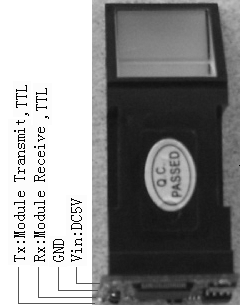 Tx:Module Transmit,TTL
Rx:Module Receive ,TTL
GND
Vin:DC5V
Q.C.
PASSED